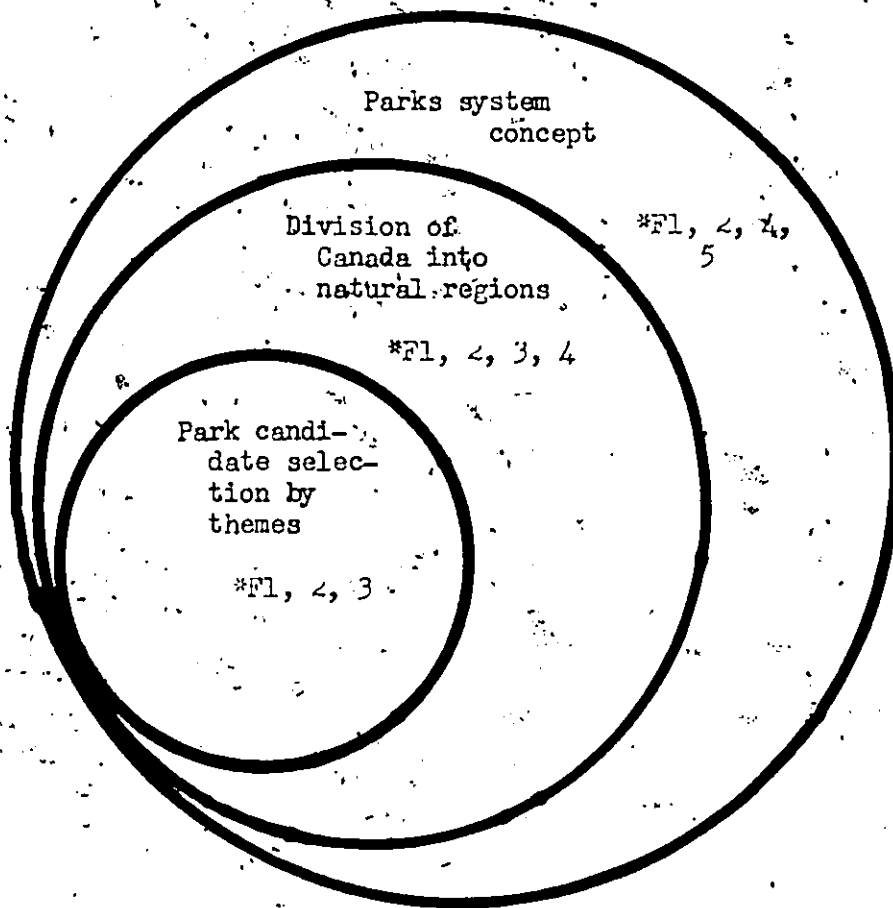 Parks system
concept
*F1, 2, 4,
5
Division of
Canada into
natural regions
*F1, 2, 3, 4
Park candi-
date selec-
tion by
themes
*F1, 2, 3